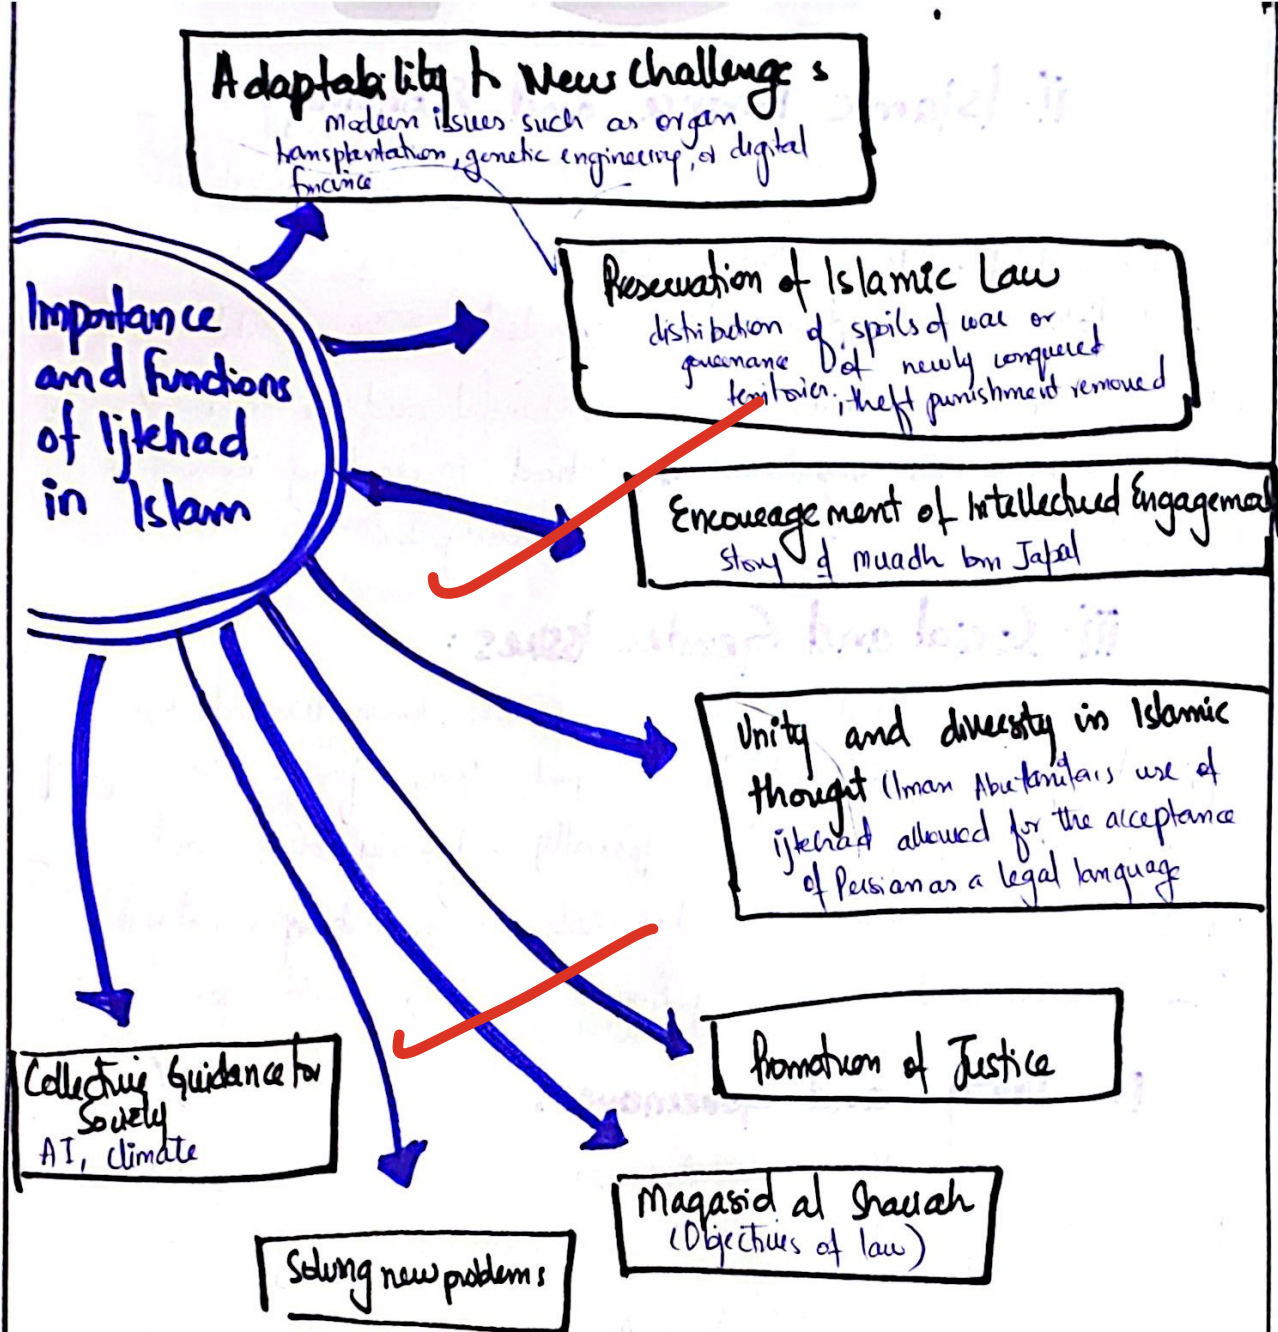 Adaptability to New challenges
modern issues such as organ
transplantation, genetic engineering, or digital
finance
Importance
and functions
of Ijtehad
in Islam
Preservation of Islamic Law
distribution of spoils of war or
governance of newly conquered
territories, theft punishment removed
Encouragement of Intellectual Engagement
Story of Muadh bin Jabal
Unity and diversity in Islamic
thought (Imam Abu Hanifa's use of
ijtehad allowed for the acceptance
of Persian as a legal language
Promotion of Justice
Maqasid al Shariah
(Objectives of law)
Solving new problems
Collective Guidance for
Society
AI, climate